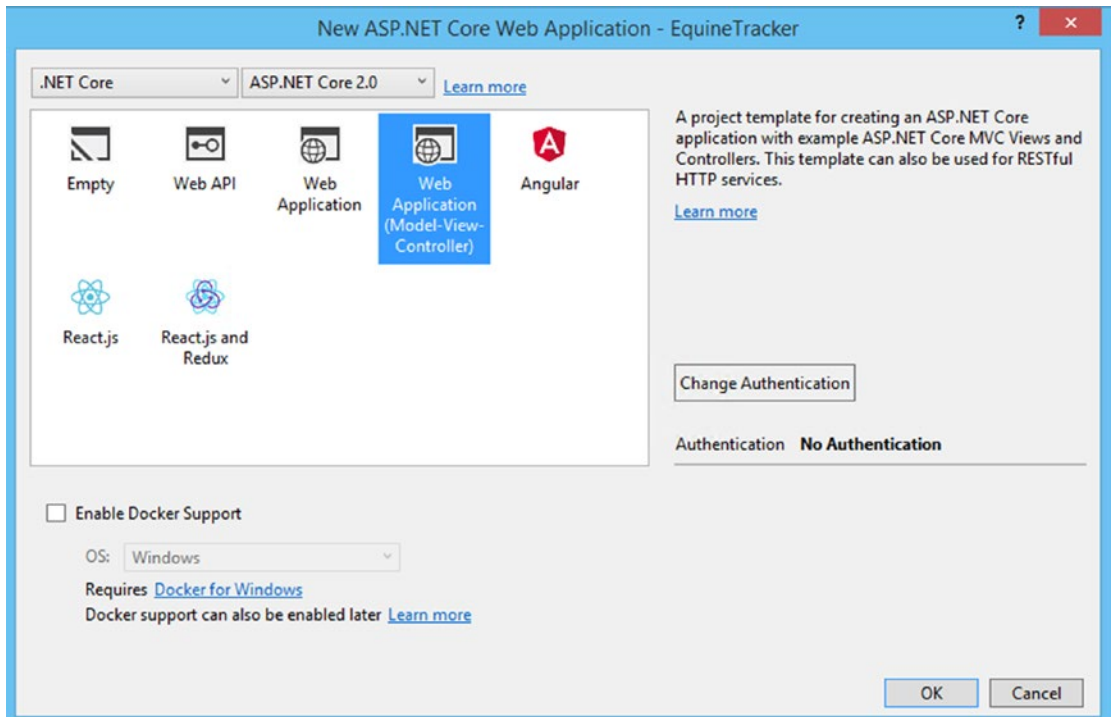 New ASP.NET Core Web Application - EquineTracker
?
.NET Core
ASP.NET Core 2.0
Learn more
Empty
Web API
Web
Application
Web
Application
(Model-View-
Controller)
Angular
React.js
React.js and
Redux
A project template for creating an ASP.NET Core
application with example ASP.NET Core MVC Views and
Controllers. This template can also be used for RESTful
HTTP services.
Learn more
Change Authentication
Authentication No Authentication
Enable Docker Support
OS: Windows
Requires Docker for Windows
Docker support can also be enabled later Learn more
OK
Cancel